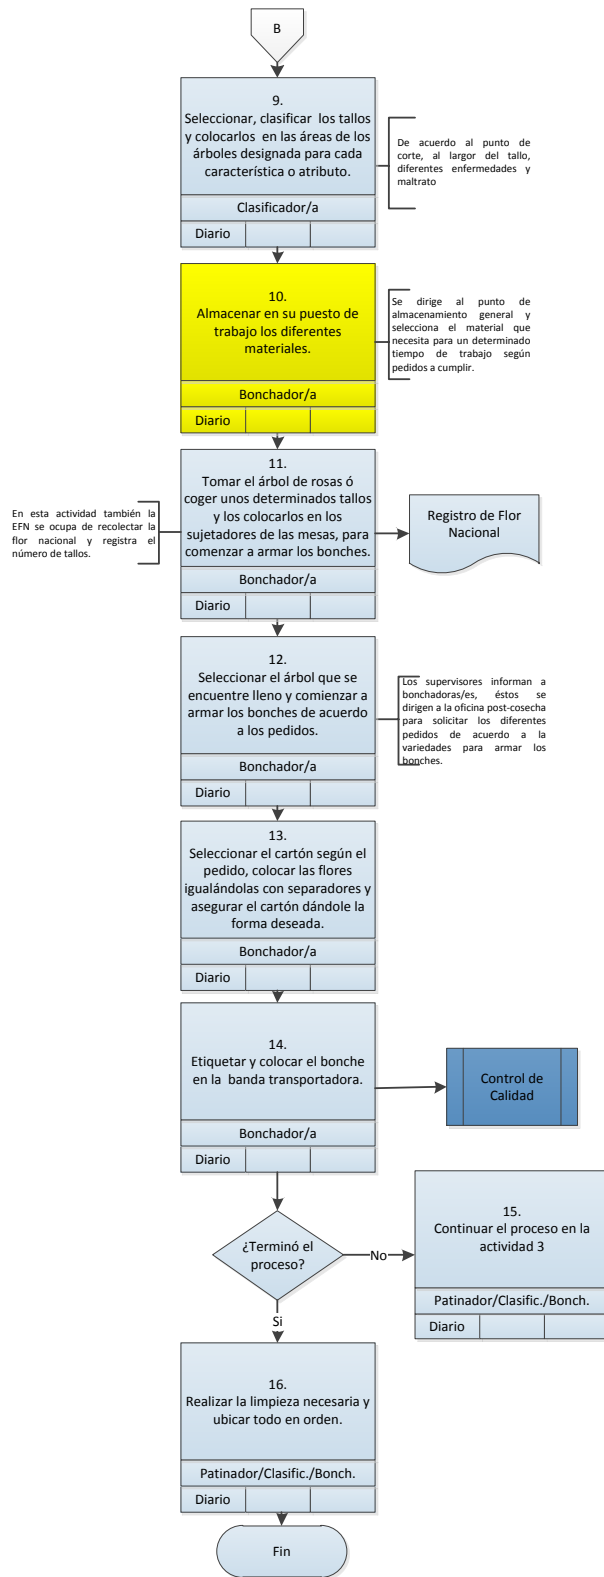 B
9.
Seleccionar, clasificar los tallos
y colocarlos en las áreas de los
árboles designada para cada
característica o atributo.
Clasificador/a
Diario
De acuerdo al punto de
corte, al largor del tallo,
diferentes enfermedades y
maltrato
10.
Almacenar en su puesto de
trabajo los diferentes
materiales.
Bonchador/a
Diario
Se dirige al punto de
almacenamiento general y
selecciona el material que
necesita para un determinado
tiempo de trabajo según
pedidos a cumplir.
11.
Tomar el árbol de rosas ó
coger unos determinado tallos
y los colocarlos en los
sujetadores de las mesas, para
comenzar a armar los bonches.
Bonchador/a
Diario
En esta actividad también la
EFN se ocupa de recolectar la
flor nacional y registra el
número de tallos.
Registro de Flor
Nacional
12.
Seleccionar el árbol que se
encuentre lleno y comienzar a
armar los bonches de acuerdo
a los pedidos.
Bonchador/a
Diario
Los supervisores informan a
bonchadoras/es, éstos se
dirigen a la oficina post-cosecha
para solicitar los diferentes
pedidos de acuerdo a la
variedades para armar los
bonches.
13.
Seleccionar el cartón según el
pedido, colocar las flores
igualándolas con separadores y
asegurar el cartón dándole la
forma deseada.
Bonchador/a
Diario
14.
Etiquetar y colocar el bonche
en la banda transportadora.
Bonchador/a
Diario
Control de
Calidad
¿Terminó el
proceso?
No
15.
Continuar el proceso en la
actividad 3
Patinador/Clasific./Bonch.
Diario
Si
16.
Realizar la limpieza necesaria y
ubicar todo en orden.
Patinador/Clasific./Bonch.
Diario
Fin